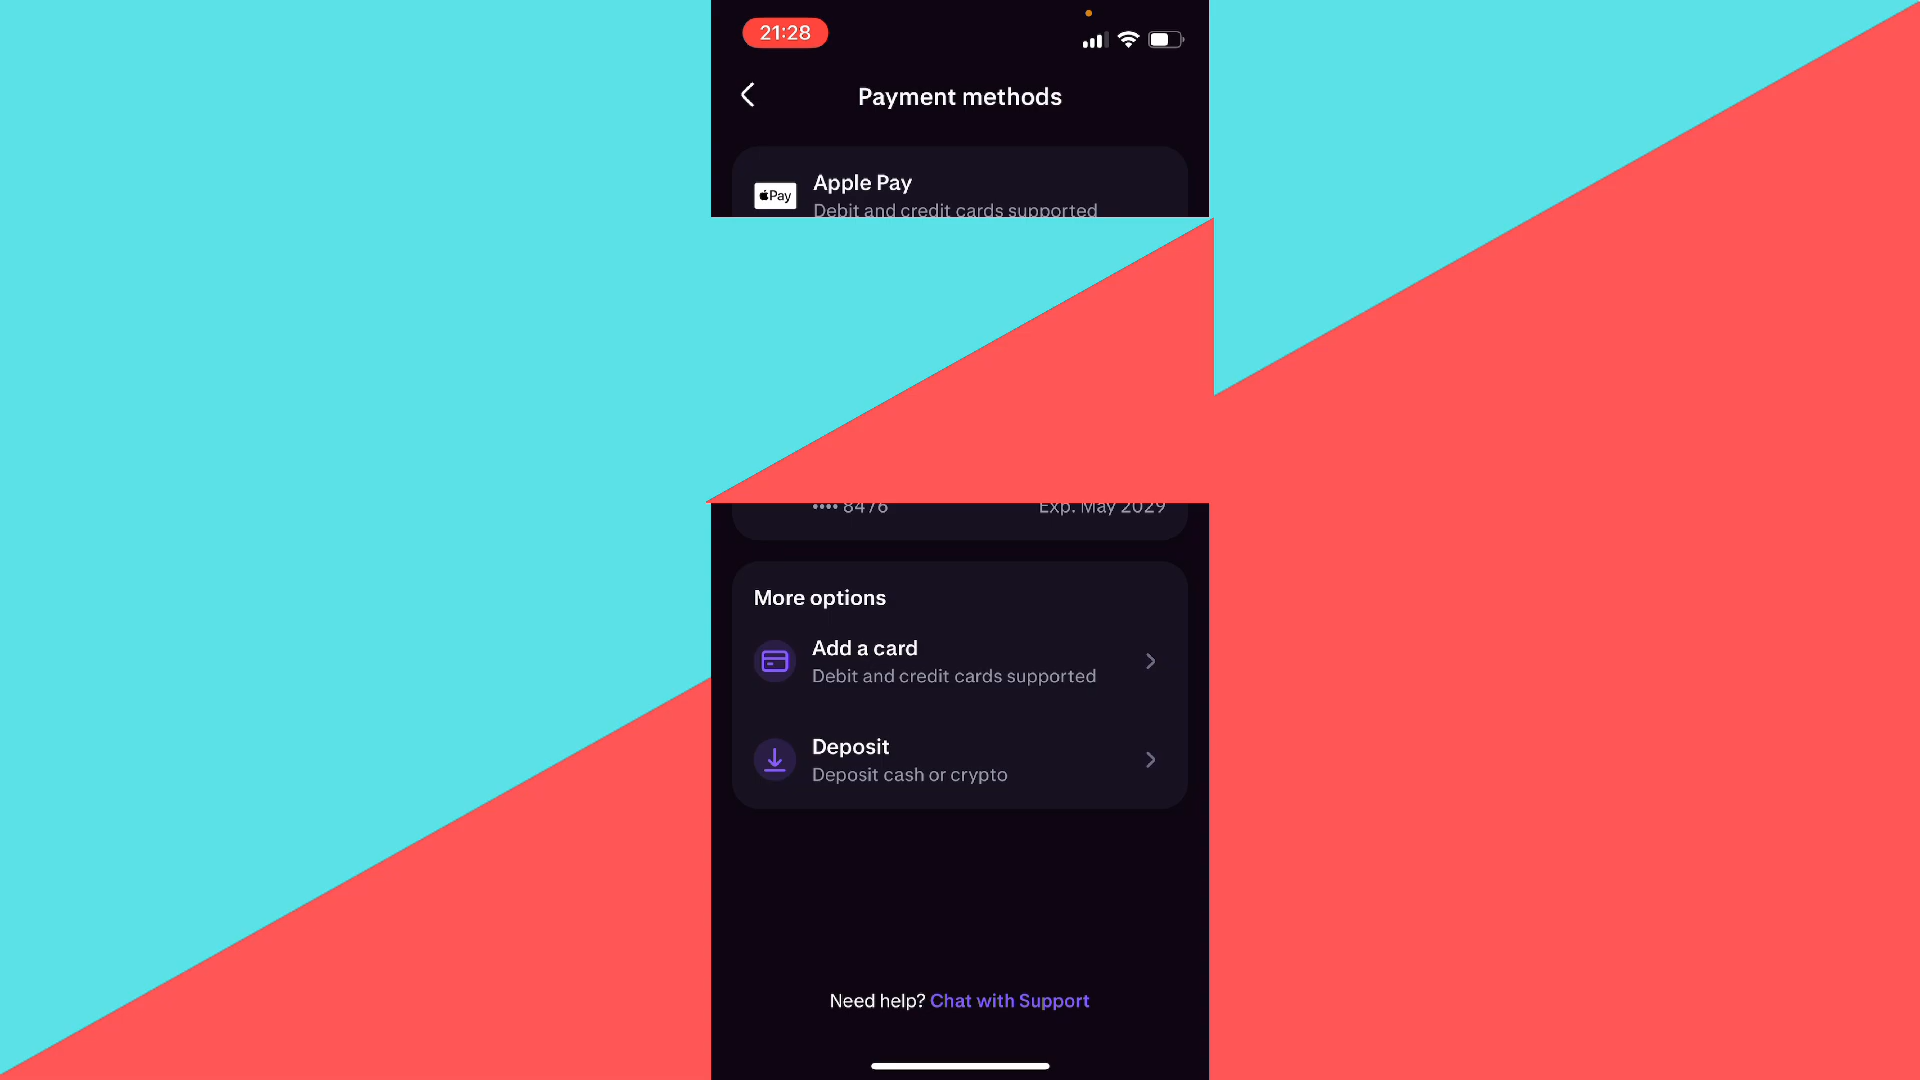 21:28
Payment methods
Pay
Apple Pay
Debit and credit cards supported
•••• 8476
Exp. May 2029
More options
Add a card
Debit and credit cards supported
Deposit
Deposit cash or crypto
Need help? Chat with Support